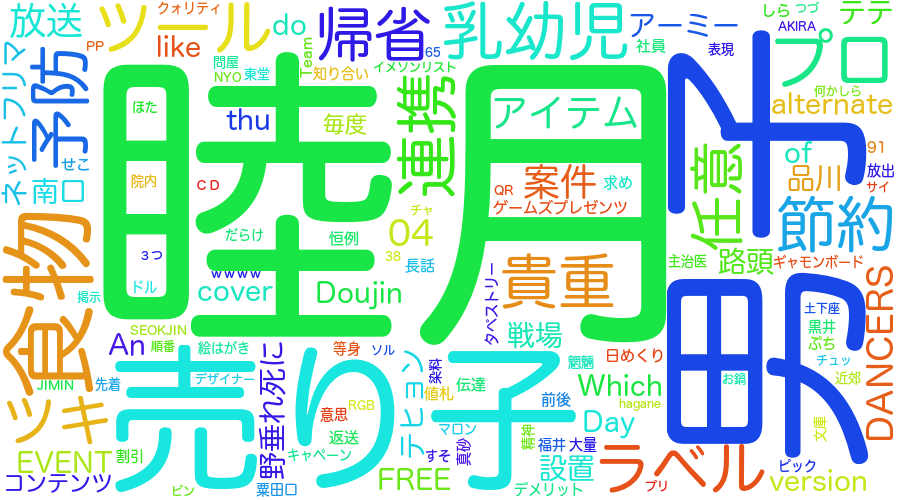 放送
PP
クォリティ
ツール
like
do
Team
帰省
65
乳幼児
アーミー
社員
表現
しら
つづ
AKIRA
テテ
プロ
何かしら
alternate
ネットフリマ
予防
せこ
南口
問屋
NYO
東堂
知り合い
イメソンリスト
thu
毎度
連携
アイテム
任意
of
91
品川
放出
サイ
ほた
院内
CD
３つ
ドル
睦月
だらけ
恒例
wwww
cover
チャ
04
38
長話
QR
案件
求め
ゲームズプレゼンツ
節約
主治医
路頭
ギャモンボード
食物
掲示
SEOKJIN
An
順番
絵はがき
Doujin
タペストリー
貴重
戦場
日めくり
野
土下座
黒井
ぷち
チュッ
近郊
お鍋
DANCERS
JIMIN
先着
デザイナー
野垂れ死に
等身
ソル
テヒョン
染料
値札
伝達
魍魎
Which
hagane
前後
ツキ
売り子
意思
RGB
返送
キャペーン
マロン
Day
精神
福井
大量
文庫
EVENT
割引
コンテンツ
ピン
粟田口
FREE
すそ
真砂
デメリット
設置
ラベル
プリ
ピック
version